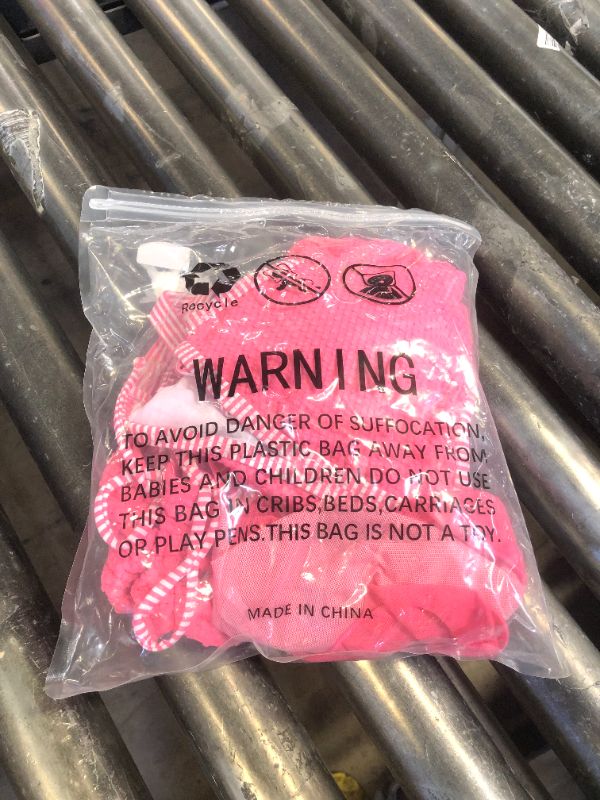 Recycle
WARNING
TO AVOID DANGER OF SUFFOCATION,
KEEP THIS PLASTIC BAG AWAY FROM
BABIES AND CHILDREN DO NOT USE
THIS BAG IN CRIBS,BEDS,CARRIAGES
OR PLAY PENS.THIS BAG IS NOT A TOY.
MADE IN CHINA